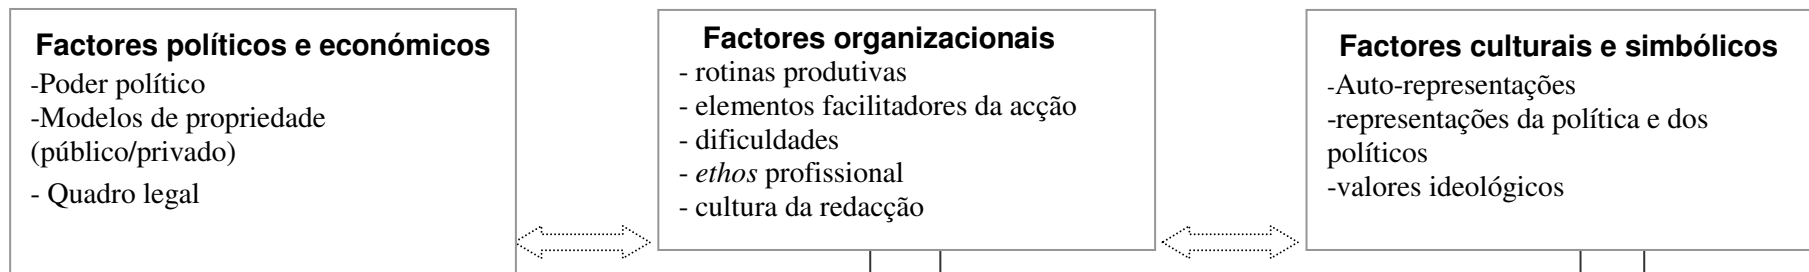 Factores políticos e económicos
-Poder político
-Modelos de propriedade
(público/privado)
- Quadro legal
Factores organizacionais
- rotinas produtivas
- elementos facilitadores da acção
- dificuldades
- ethos profissional
- cultura da redacção
Factores culturais e simbólicos
-Auto-representações
-representações da política e dos
políticos
-valores ideológicos